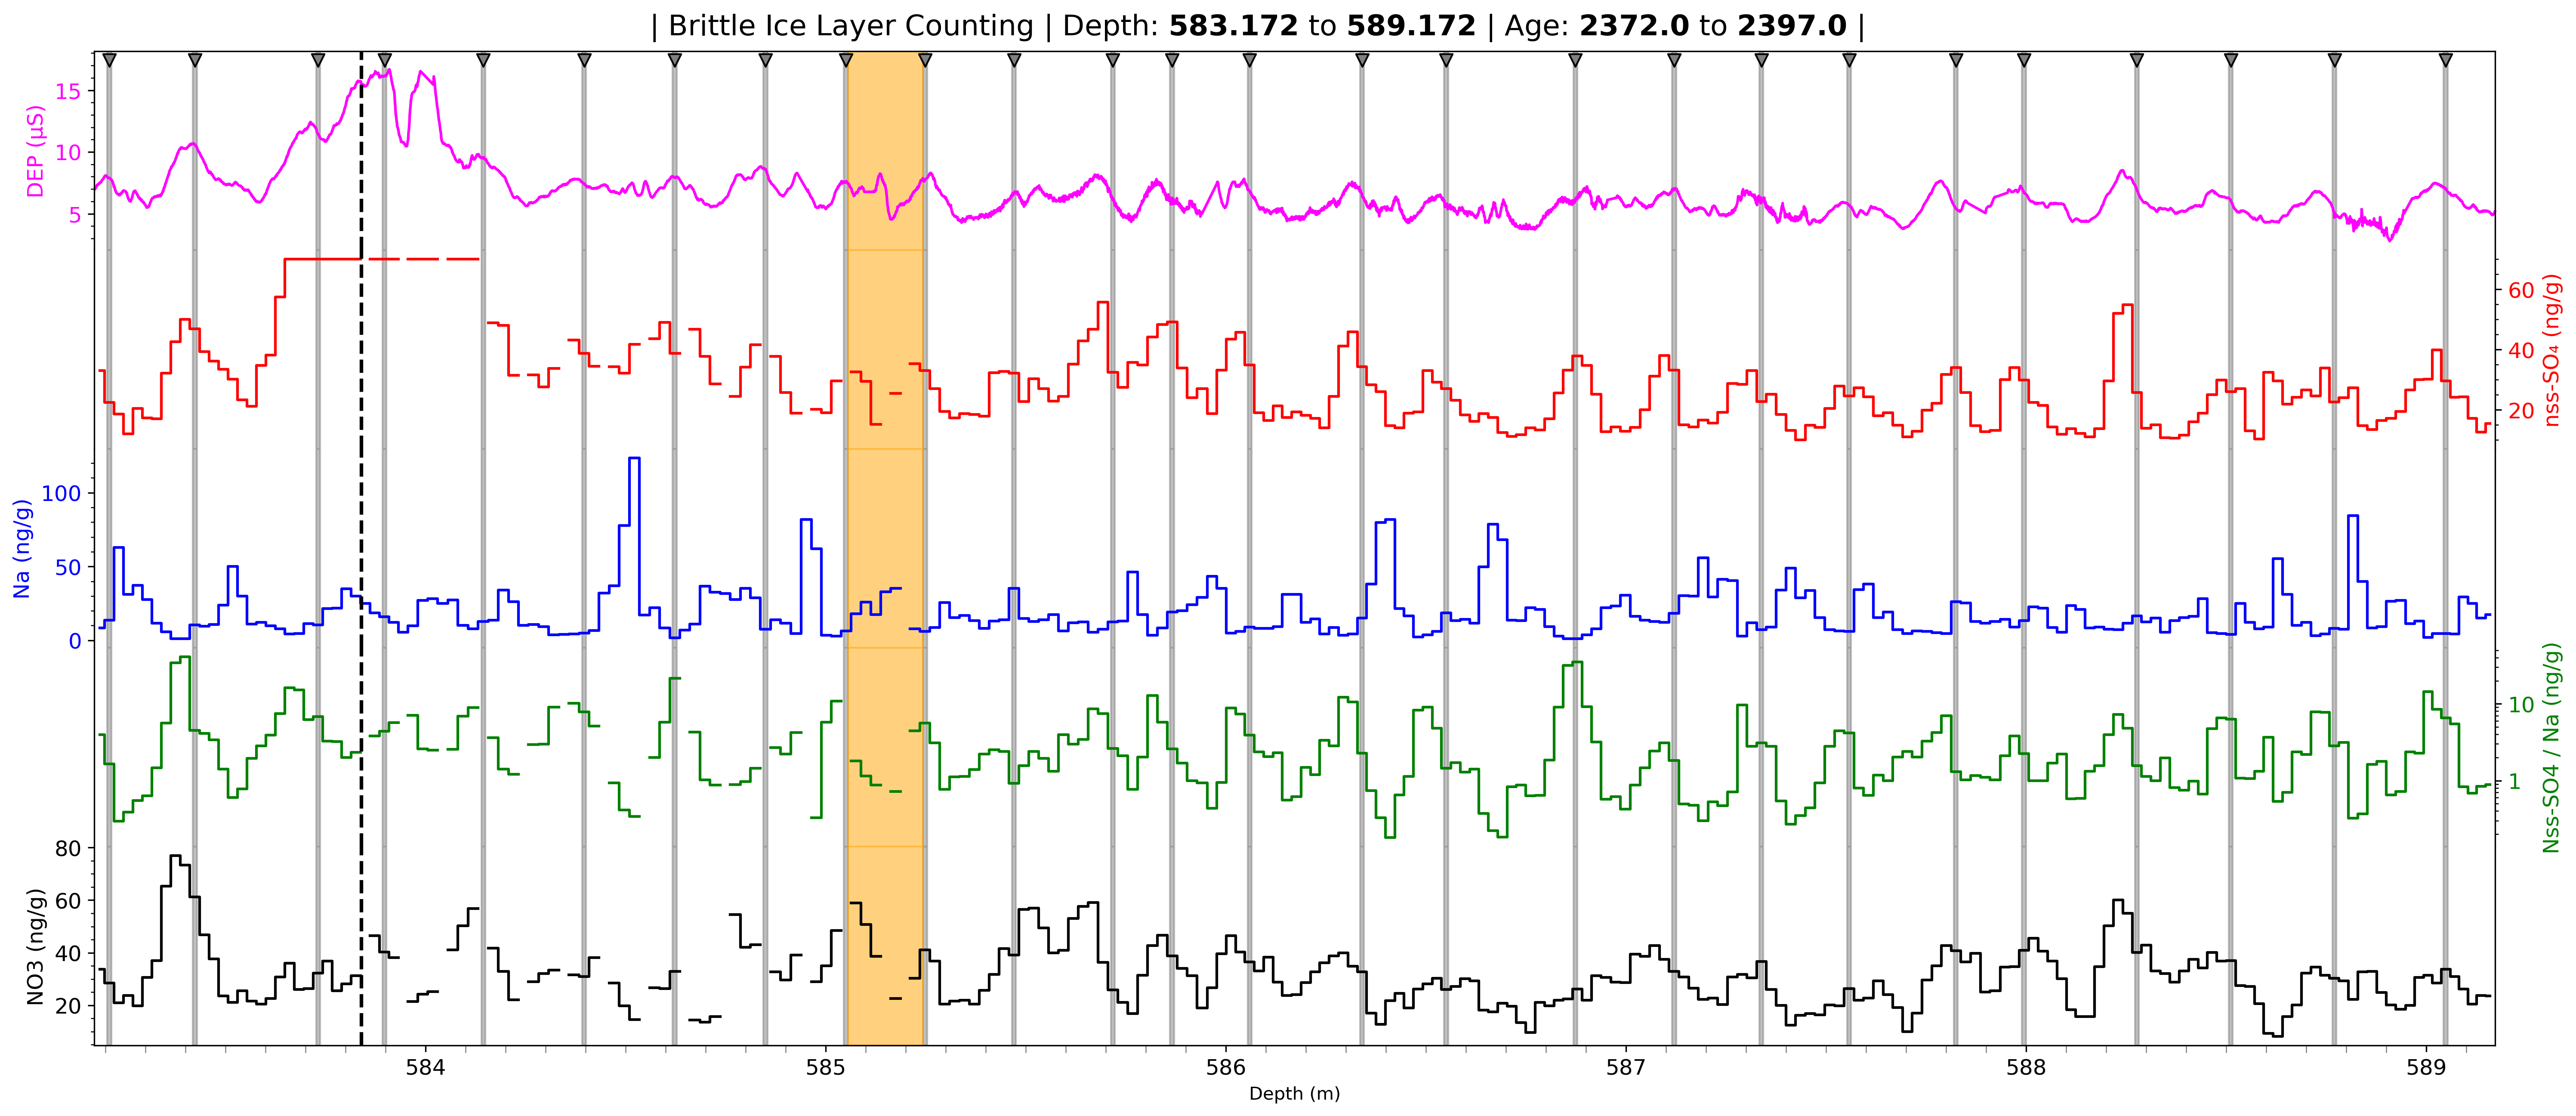 | Brittle Ice Layer Counting | Depth: 583.172 to 589.172 | Age: 2372.0 to 2397.0 |
DEP (µS)
15
10
5
nss-SO₄ (ng/g)
60
40
20
Na (ng/g)
100
50
0
Nss-SO4 / Na (ng/g)
10
1
NO3 (ng/g)
80
60
40
20
584 585 586 587 588 589
Depth (m)